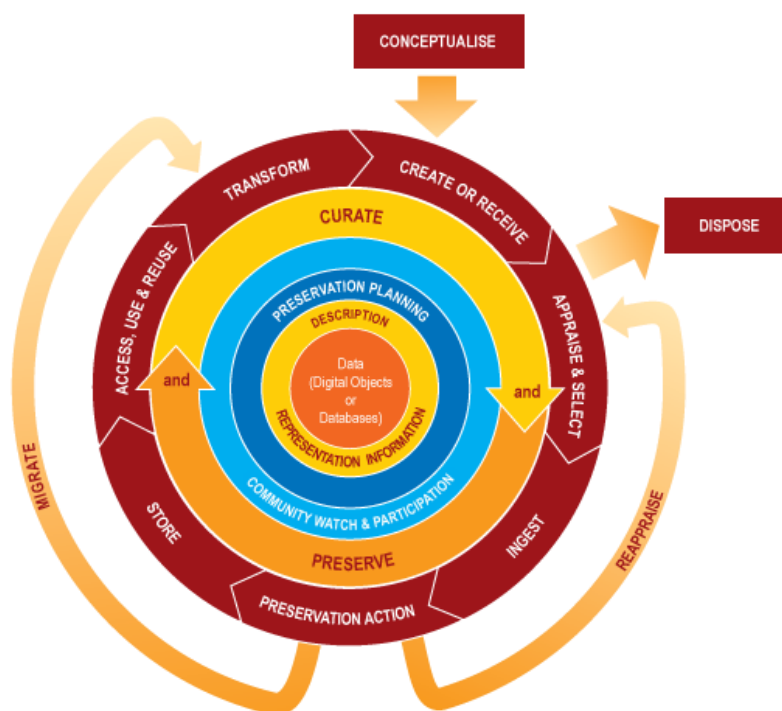 CONCEPTUALISE
DISPOSE
TRANSFORM
CREATE OR RECEIVE
APPRAISE & SELECT
INGEST
PRESERVATION ACTION
STORE
ACCESS, USE & REUSE
CURATE
and
PRESERVE
and
COMMUNITY WATCH & PARTICIPATION
PRESERVATION PLANNING
DESCRIPTION
REPRESENTATION INFORMATION
Data
(Digital Objects
or
Databases)
MIGRATE
REAPPRAISE